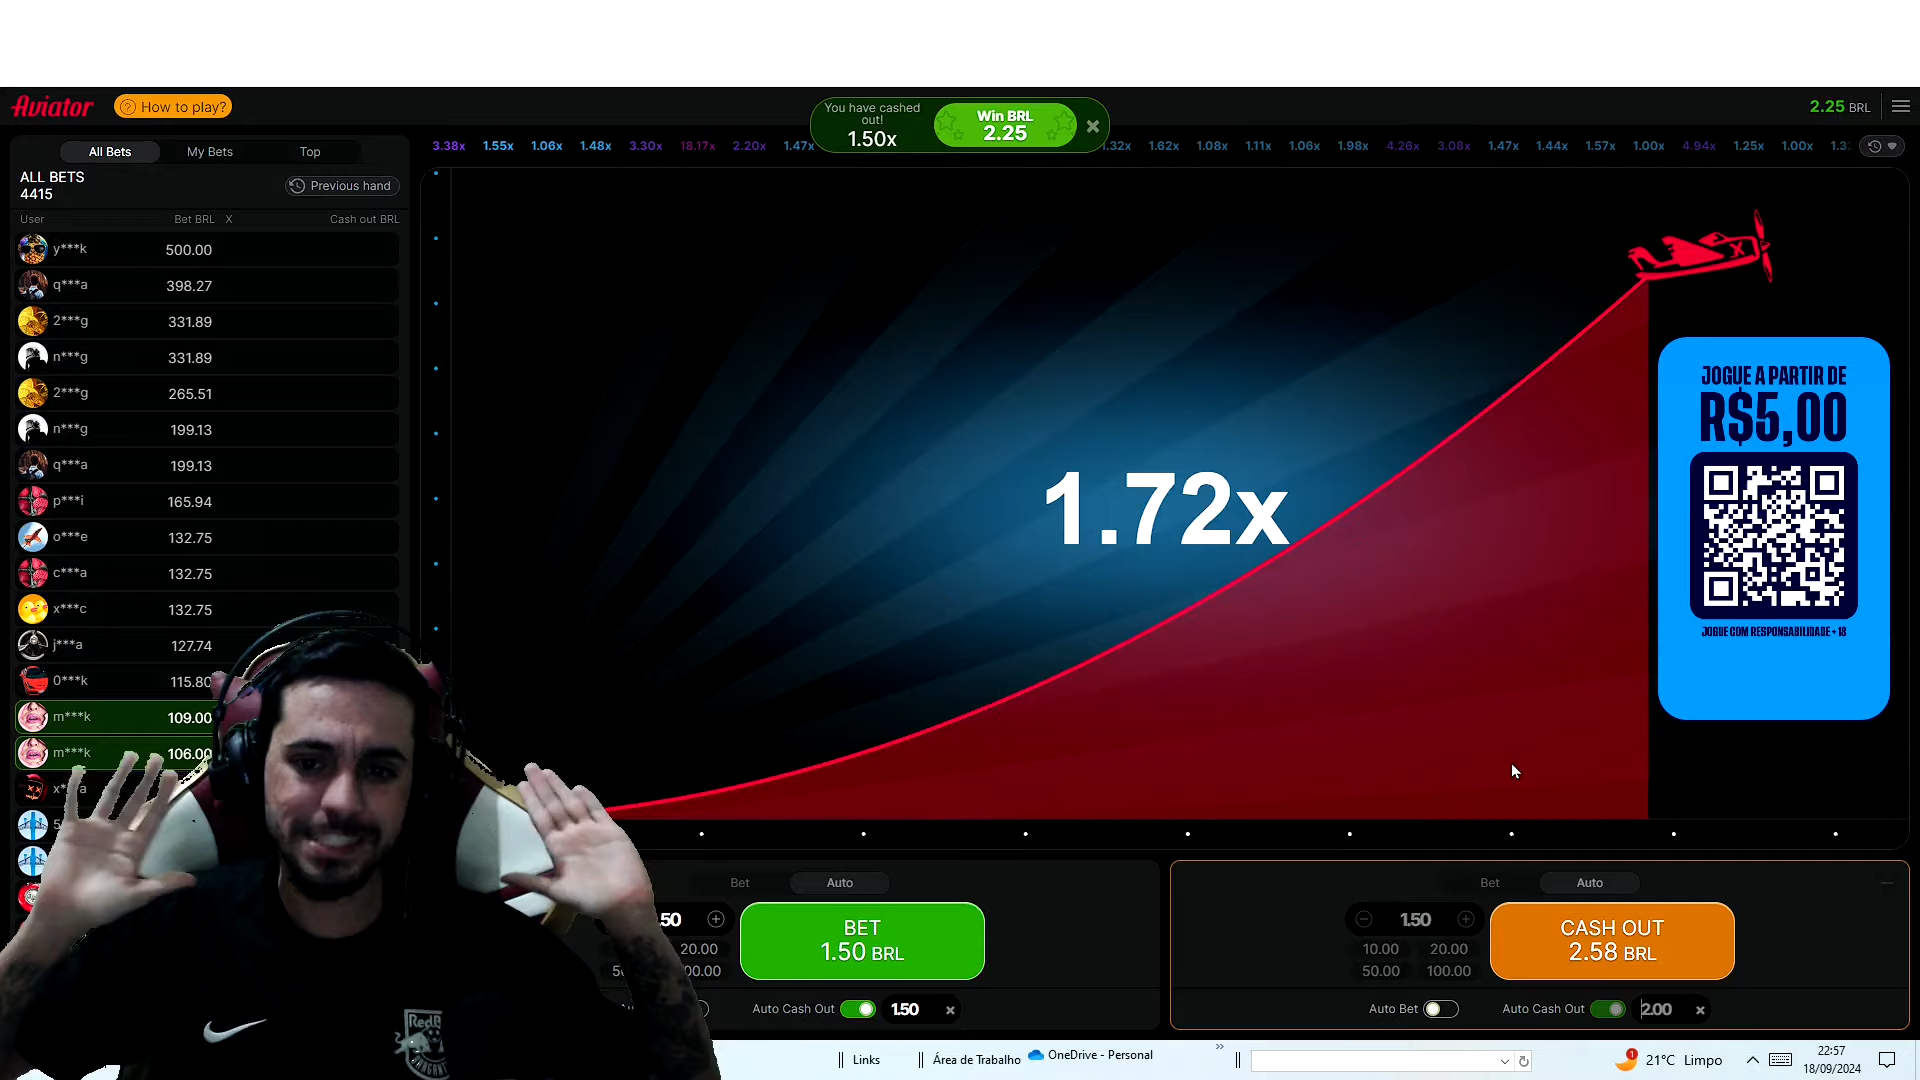 Aviator
? How to play?
You have cashed out!
1.50x
Win BRL
2.25
2.25 BRL
3.38x 1.55x 1.06x 1.48x 3.30x 18.17x 2.20x 1.47x 1.32x 1.62x 1.08x 1.11x 1.06x 1.98x 4.26x 3.08x 1.47x 1.44x 1.57x 1.00x 4.94x 1.25x 1.00x
All Bets My Bets Top
ALL BETS
4415
Previous hand
User Bet BRL X Cash out BRL
y***k 500.00
q***a 398.27
2***g 331.89
n***g 331.89
2***g 265.51
n***g 199.13
q***a 199.13
p***i 165.94
o***e 132.75
c***a 132.75
x***c 132.75
j***a 127.74
0***k 115.80
m***k 109.00
m***k 106.00
1.72x
JOGUE A PARTIR DE
R$5,00
JOGUE COM RESPONSABILIDADE +18
Bet Auto
20.00
BET
1.50 BRL
Auto Cash Out 1.50 ×
Bet Auto
1.50
10.00 20.00
50.00 100.00
CASH OUT
2.58 BRL
Auto Bet
Auto Cash Out 2.00 ×
Links
Área de Trabalho
OneDrive - Personal
1
21°C Limpo
22:57
18/09/2024